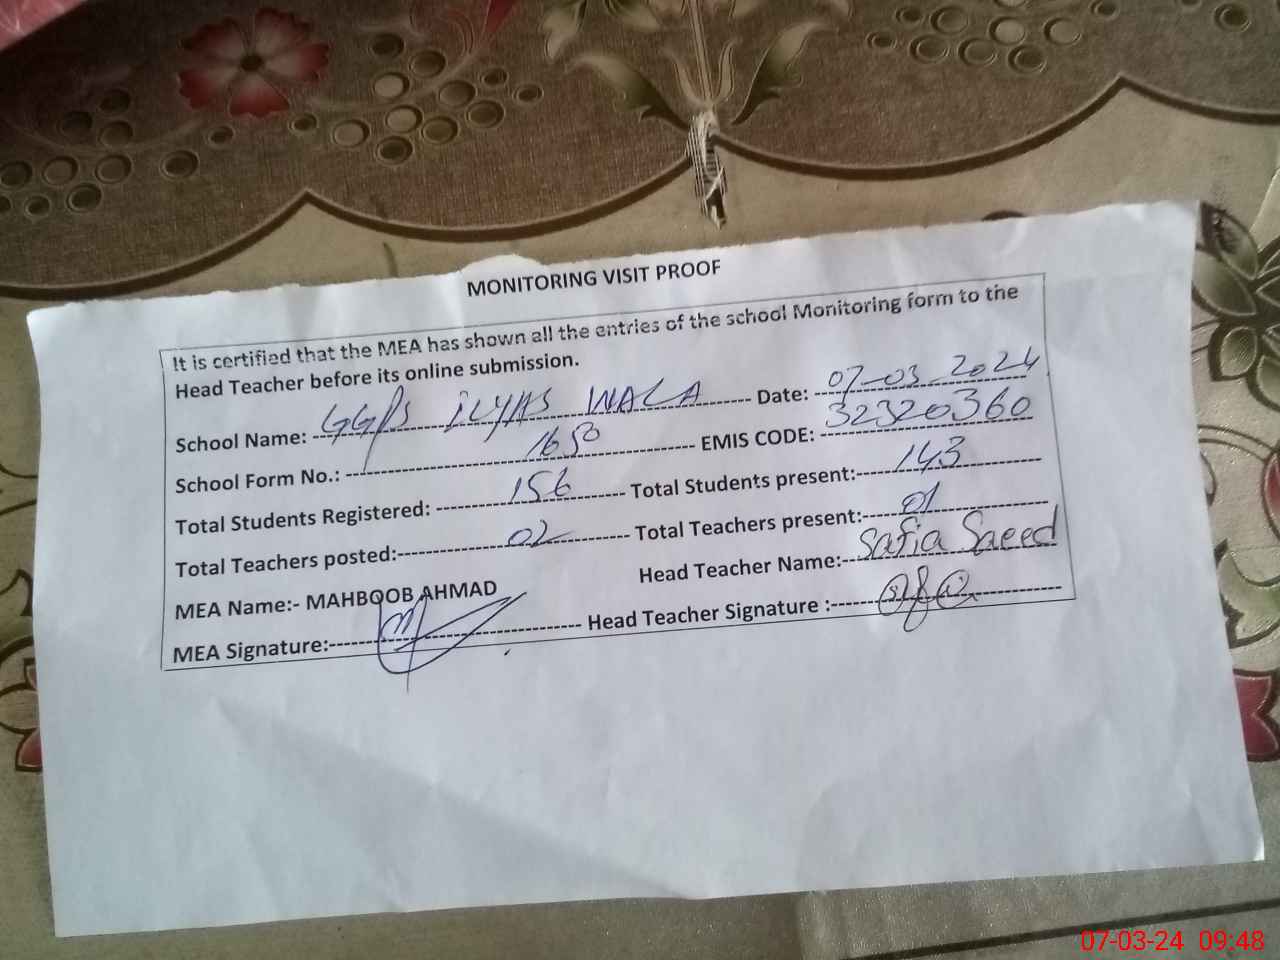 MONITORING VISIT PROOF
It is certified that the MEA has shown all the entries of the school Monitoring form to the
Head Teacher before its online submission.
School Name: GGPS ILYAS WALA Date: 07-03-2024
School Form No.: 1650 EMIS CODE: 32320360
Total Students Registered: 156 Total Students present: 143
Total Teachers posted: 02 Total Teachers present: 01
MEA Name:- MAHBOOB AHMAD Head Teacher Name: Safia Saeed
MEA Signature: Head Teacher Signature :
07-03-24 09:48